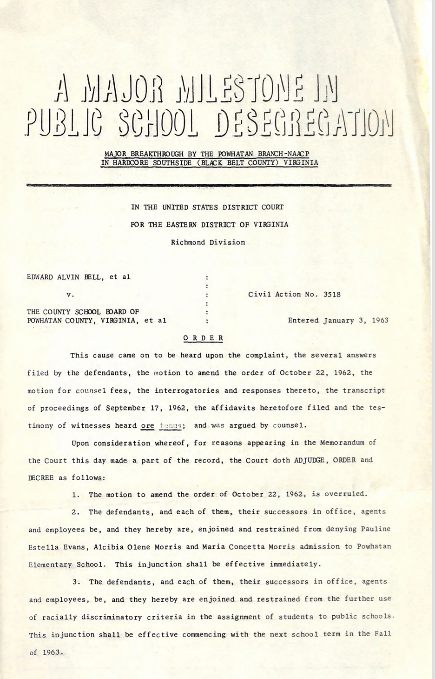 A MAJOR MILESTONE IN
PUBLIC SCHOOL DESEGREGATION
MAJOR BREAKTHROUGH BY THE POWHATAN BRANCH-NAACP
IN HARDCORE SOUTHSIDE (BLACK BELT COUNTY) VIRGINIA
IN THE UNITED STATES DISTRICT COURT
FOR THE EASTERN DISTRICT OF VIRGINIA
Richmond Division
EDWARD ALVIN BELL, et al :
:
v. : Civil Action No. 3518
:
THE COUNTY SCHOOL BOARD OF :
POWHATAN COUNTY, VIRGINIA, et al : Entered January 3, 1963
O R D E R
This cause came on to be heard upon the complaint, the several answers
filed by the defendants, the motion to amend the order of October 22, 1962, the
motion for counsel fees, the interrogatories and responses thereto, the transcript
of proceedings of September 17, 1962, the affidavits heretofore filed and the tes-
timony of witnesses heard ore tenus; and was argued by counsel.
Upon consideration whereof, for reasons appearing in the Memorandum of
the Court this day made a part of the record, the Court doth ADJUDGE, ORDER and
DECREE as follows:
1. The motion to amend the order of October 22, 1962, is overruled.
2. The defendants, and each of them, their successors in office, agents
and employees be, and they hereby are, enjoined and restrained from denying Pauline
Estella Evans, Alcibia Olene Morris and Maria Concetta Morris admission to Powhatan
Elementary School. This injunction shall be effective immediately.
3. The defendants, and each of them, their successors in office, agents
and employees, be, and they hereby are enjoined and restrained from the further use
of racially discriminatory criteria in the assignment of students to public schools.
This injunction shall be effective commencing with the next school term in the Fall
of 1963.